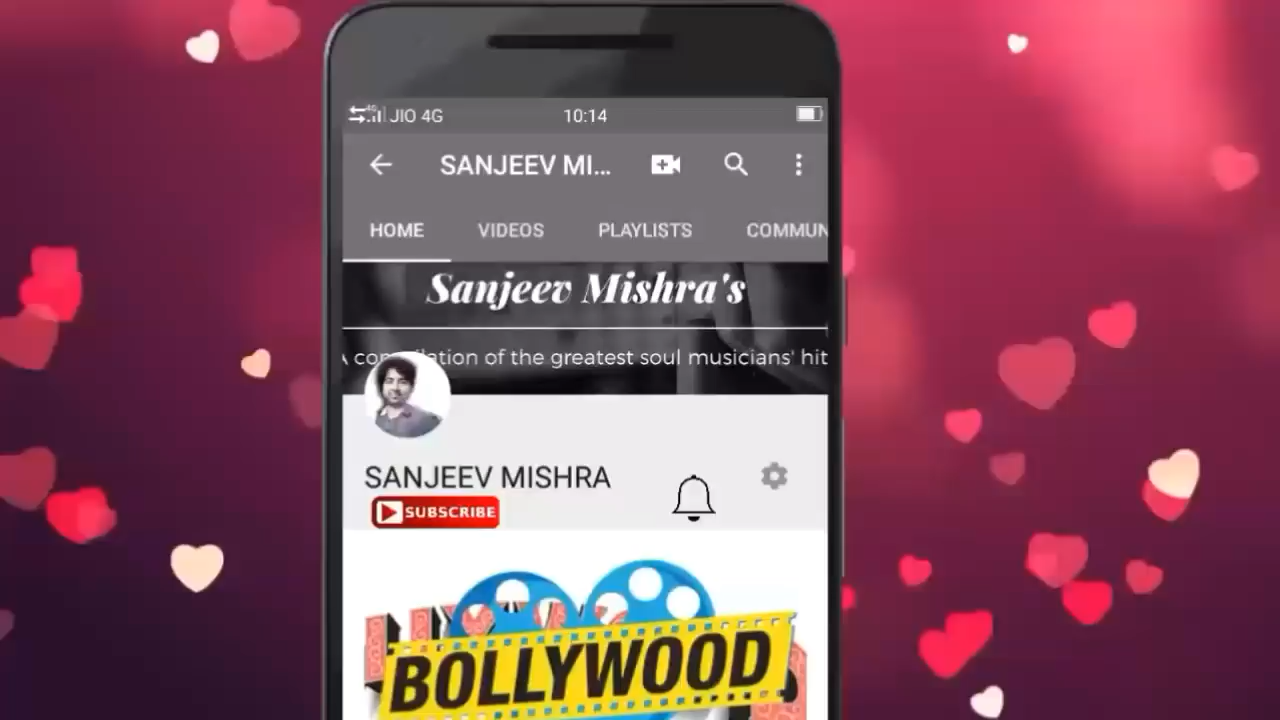 JIO 4G 10:14
SANJEEV MI...
HOME VIDEOS PLAYLISTS COMMUN
Sanjeev Mishra's
of the greatest soul musicians' hit
SANJEEV MISHRA
SUBSCRIBE
BOLLYWOOD